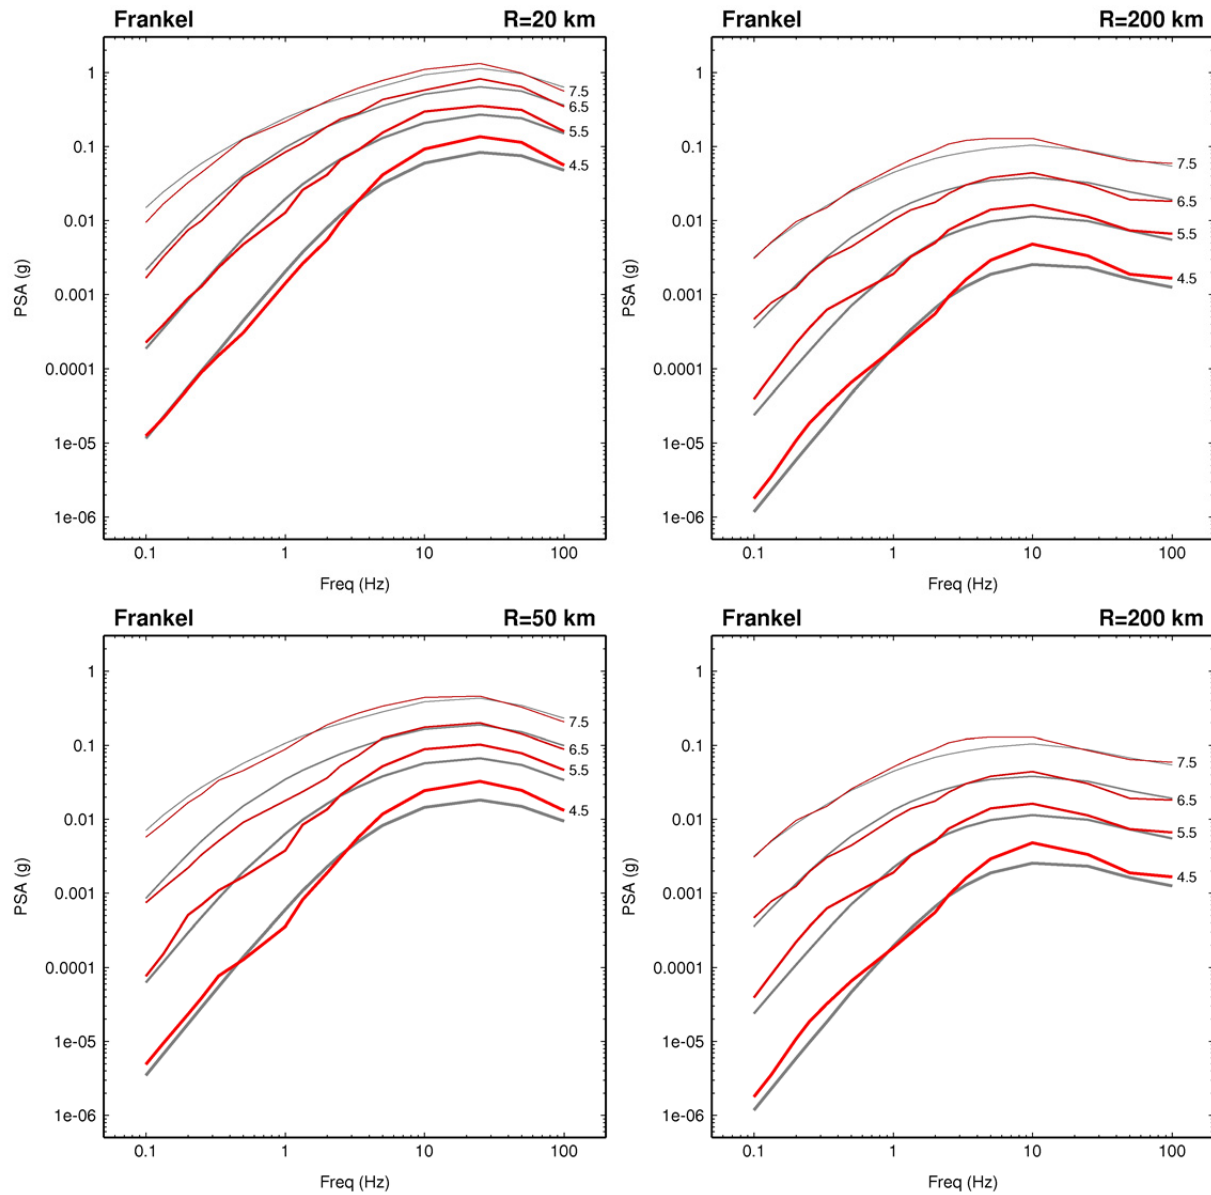 Frankel R=20 km
1
0.1
0.01
0.001
0.0001
1e-05
1e-06
PSA (g)
7.5
6.5
5.5
4.5
0.1 1 10 100
Freq (Hz)
Frankel R=200 km
1
0.1
0.01
0.001
0.0001
1e-05
1e-06
PSA (g)
7.5
6.5
5.5
4.5
0.1 1 10 100
Freq (Hz)
Frankel R=50 km
1
0.1
0.01
0.001
0.0001
1e-05
1e-06
PSA (g)
7.5
6.5
5.5
4.5
0.1 1 10 100
Freq (Hz)
Frankel R=200 km
1
0.1
0.01
0.001
0.0001
1e-05
1e-06
PSA (g)
7.5
6.5
5.5
4.5
0.1 1 10 100
Freq (Hz)